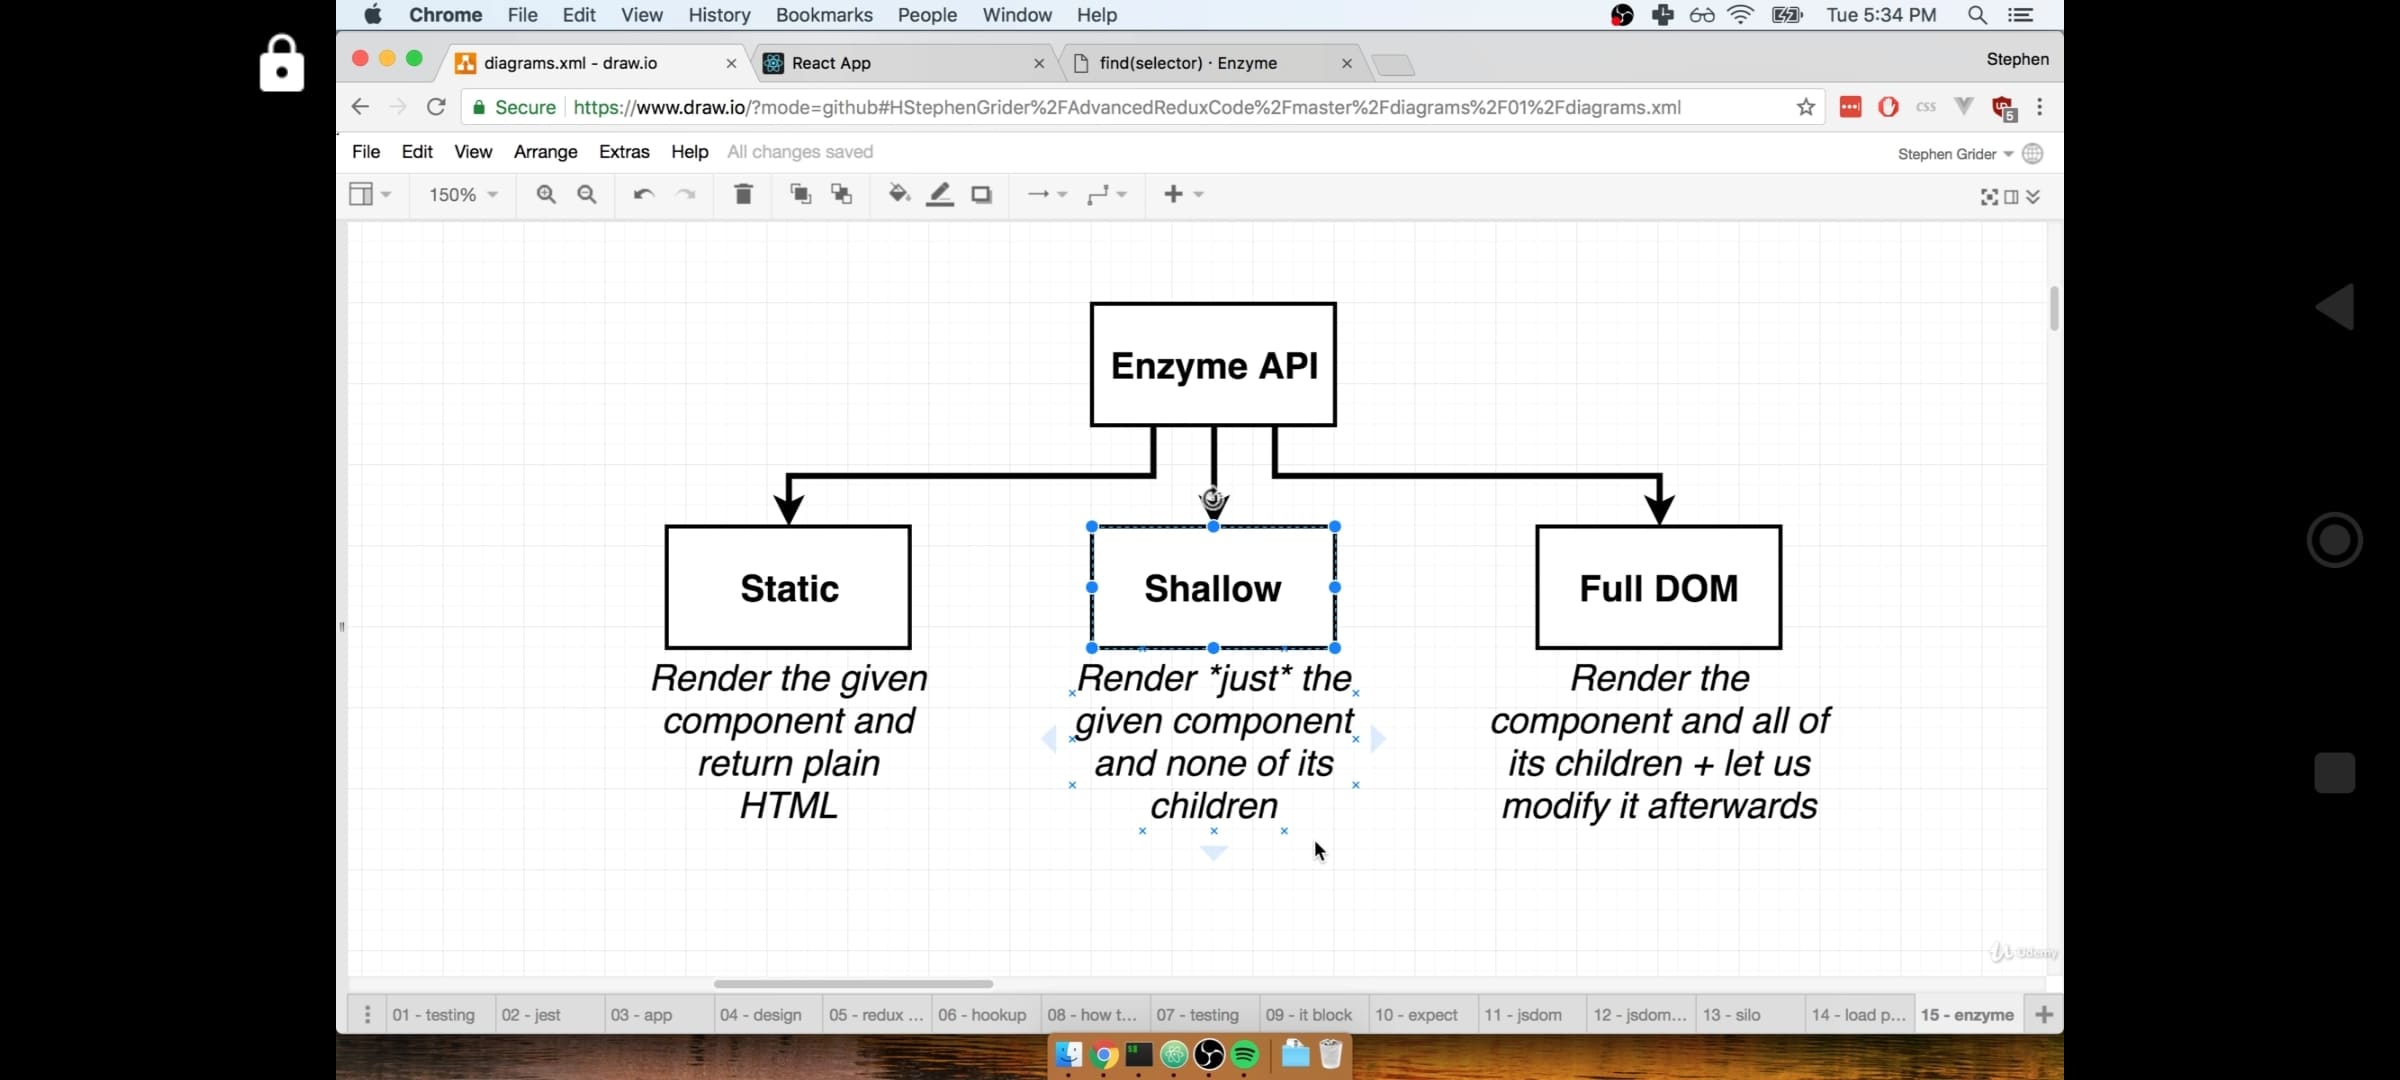 Chrome File Edit View History Bookmarks People Window Help Tue 5:34 PM
diagrams.xml - draw.io React App find(selector) · Enzyme Stephen
Secure https://www.draw.io/?mode=github#HStephenGrider%2FAdvancedReduxCode%2Fmaster%2Fdiagrams%2F01%2Fdiagrams.xml css 5
File Edit View Arrange Extras Help All changes saved Stephen Grider
150%
Enzyme API
Static Shallow Full DOM
Render the given
component and
return plain
HTML
Render *just* the
given component
and none of its
children
Render the
component and all of
its children + let us
modify it afterwards
Udemy
01 - testing 02 - jest 03 - app 04 - design 05 - redux ... 06 - hookup 08 - how t... 07 - testing 09 - it block 10 - expect 11 - jsdom 12 - jsdom... 13 - silo 14 - load p... 15 - enzyme